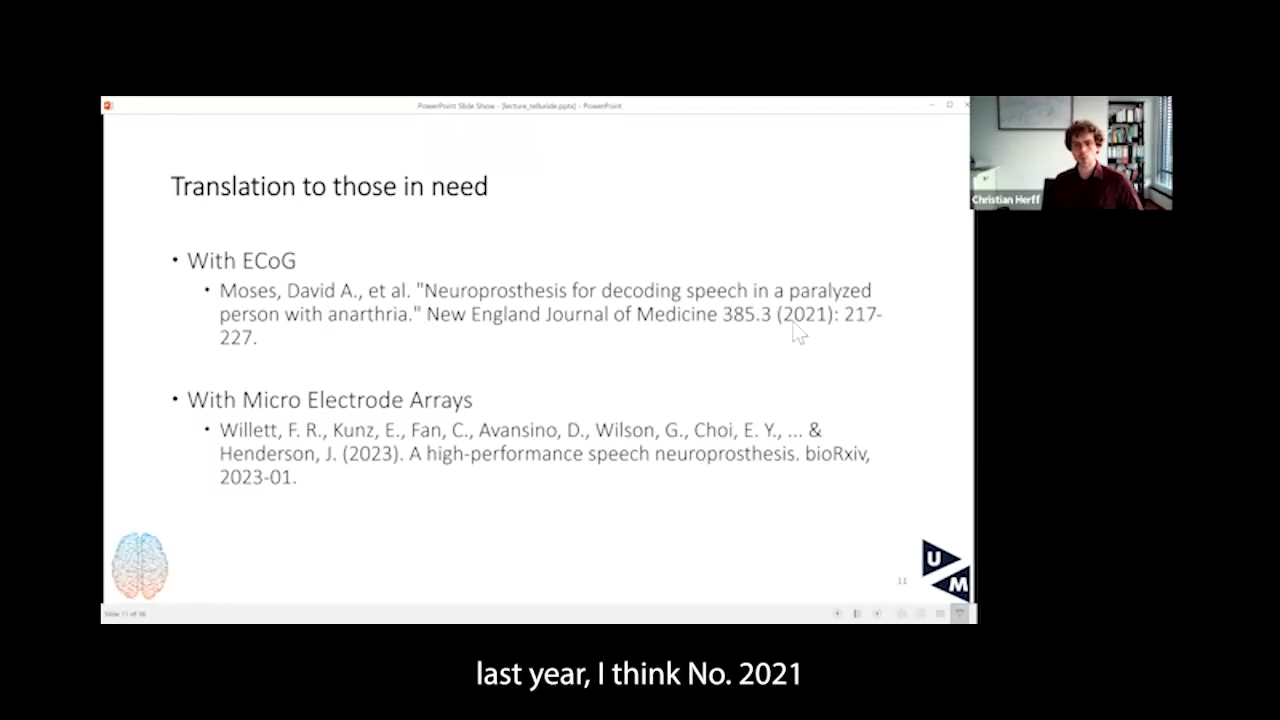 PowerPoint Slide Show - [lecture_telluride.pptx] - PowerPoint
Translation to those in need
• With ECoG
• Moses, David A., et al. "Neuroprosthesis for decoding speech in a paralyzed
person with anarthria." New England Journal of Medicine 385.3 (2021): 217-
227.
• With Micro Electrode Arrays
• Willett, F. R., Kunz, E., Fan, C., Avansino, D., Wilson, G., Choi, E. Y., ... &
Henderson, J. (2023). A high-performance speech neuroprosthesis. bioRxiv,
2023-01.
11
U
M
Christian Herff
last year, I think No. 2021